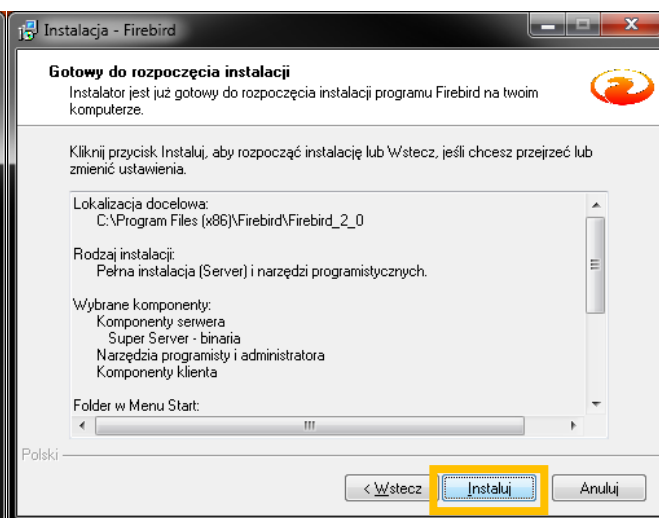 Instalacja - Firebird
Gotowy do rozpoczęcia instalacji
Instalator jest już gotowy do rozpoczęcia instalacji programu Firebird na twoim
komputerze.
Kliknij przycisk Instaluj, aby rozpocząć instalację lub Wstecz, jeśli chcesz przejrzeć lub
zmienić ustawienia.
Lokalizacja docelowa:
C:\Program Files (x86)\Firebird\Firebird_2_0
Rodzaj instalacji:
Pełna instalacja (Server) i narzędzi programistycznych.
Wybrane komponenty:
Komponenty serwera
Super Server - binaria
Narzędzia programisty i administratora
Komponenty klienta
Folder w Menu Start:
Polski
< Wstecz Instaluj Anuluj